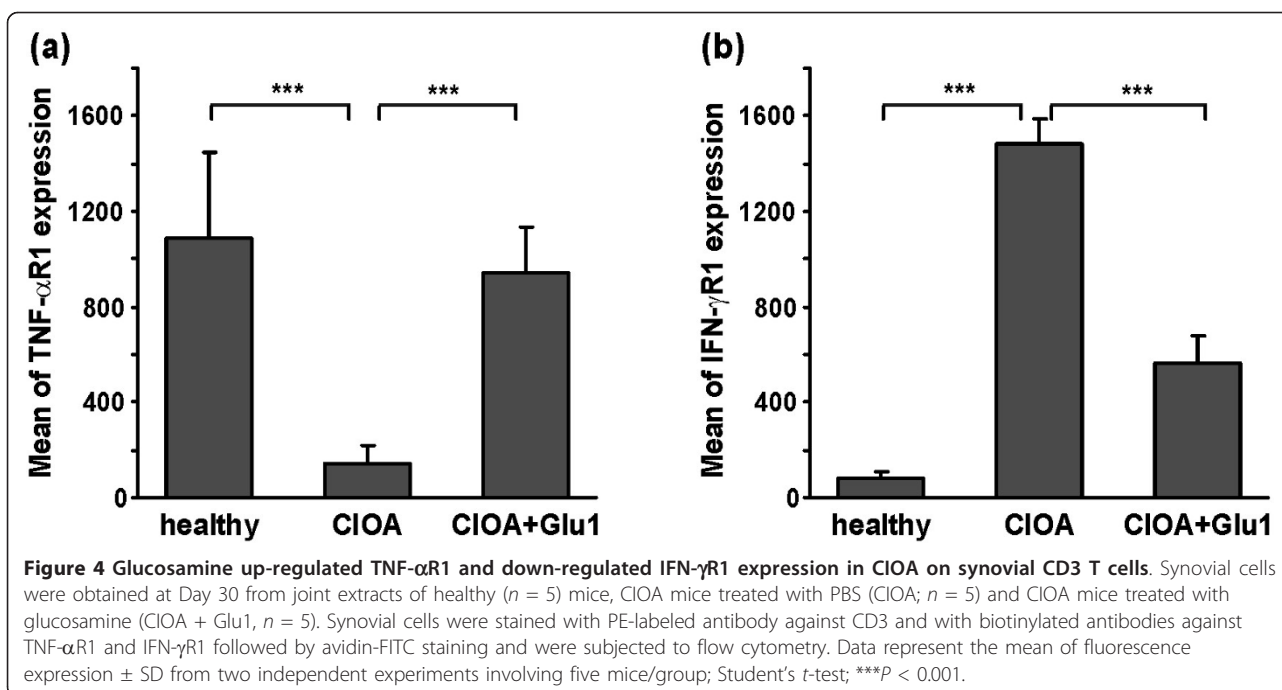 (a)
***
***
Mean of TNF-αR1 expression
1600
1200
800
400
0
healthy
CIOA
CIOA+Glu1
(b)
***
***
Mean of IFN-γR1 expression
1600
1200
800
400
0
healthy
CIOA
CIOA+Glu1
Figure 4 Glucosamine up-regulated TNF-αR1 and down-regulated IFN-γR1 expression in CIOA on synovial CD3 T cells. Synovial cells
were obtained at Day 30 from joint extracts of healthy (n = 5) mice, CIOA mice treated with PBS (CIOA; n = 5) and CIOA mice treated with
glucosamine (CIOA + Glu1, n = 5). Synovial cells were stained with PE-labeled antibody against CD3 and with biotinylated antibodies against
TNF-αR1 and IFN-γR1 followed by avidin-FITC staining and were subjected to flow cytometry. Data represent the mean of fluorescence
expression ± SD from two independent experiments involving five mice/group; Student's t-test; ***P < 0.001.